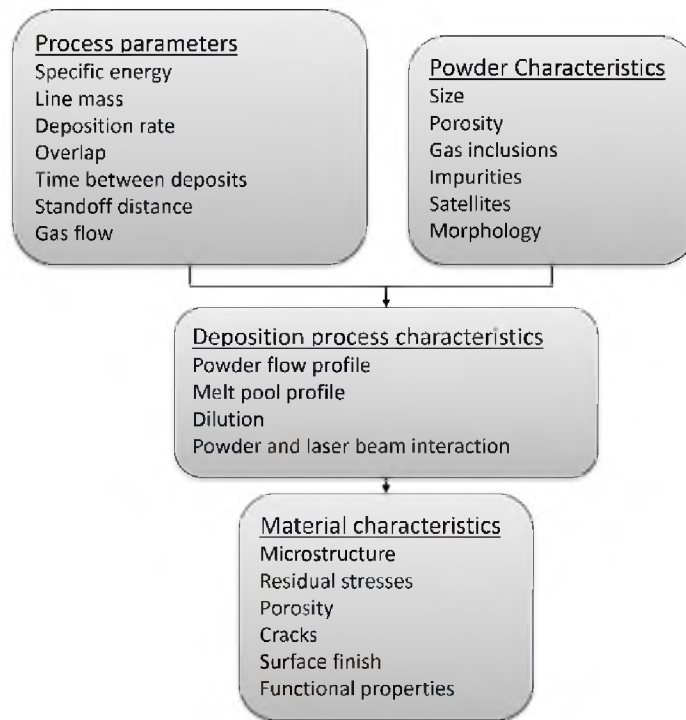 Process parameters
Specific energy
Line mass
Deposition rate
Overlap
Time between deposits
Standoff distance
Gas flow
Powder Characteristics
Size
Porosity
Gas inclusions
Impurities
Satellites
Morphology
Deposition process characteristics
Powder flow profile
Melt pool profile
Dilution
Powder and laser beam interaction
Material characteristics
Microstructure
Residual stresses
Porosity
Cracks
Surface finish
Functional properties